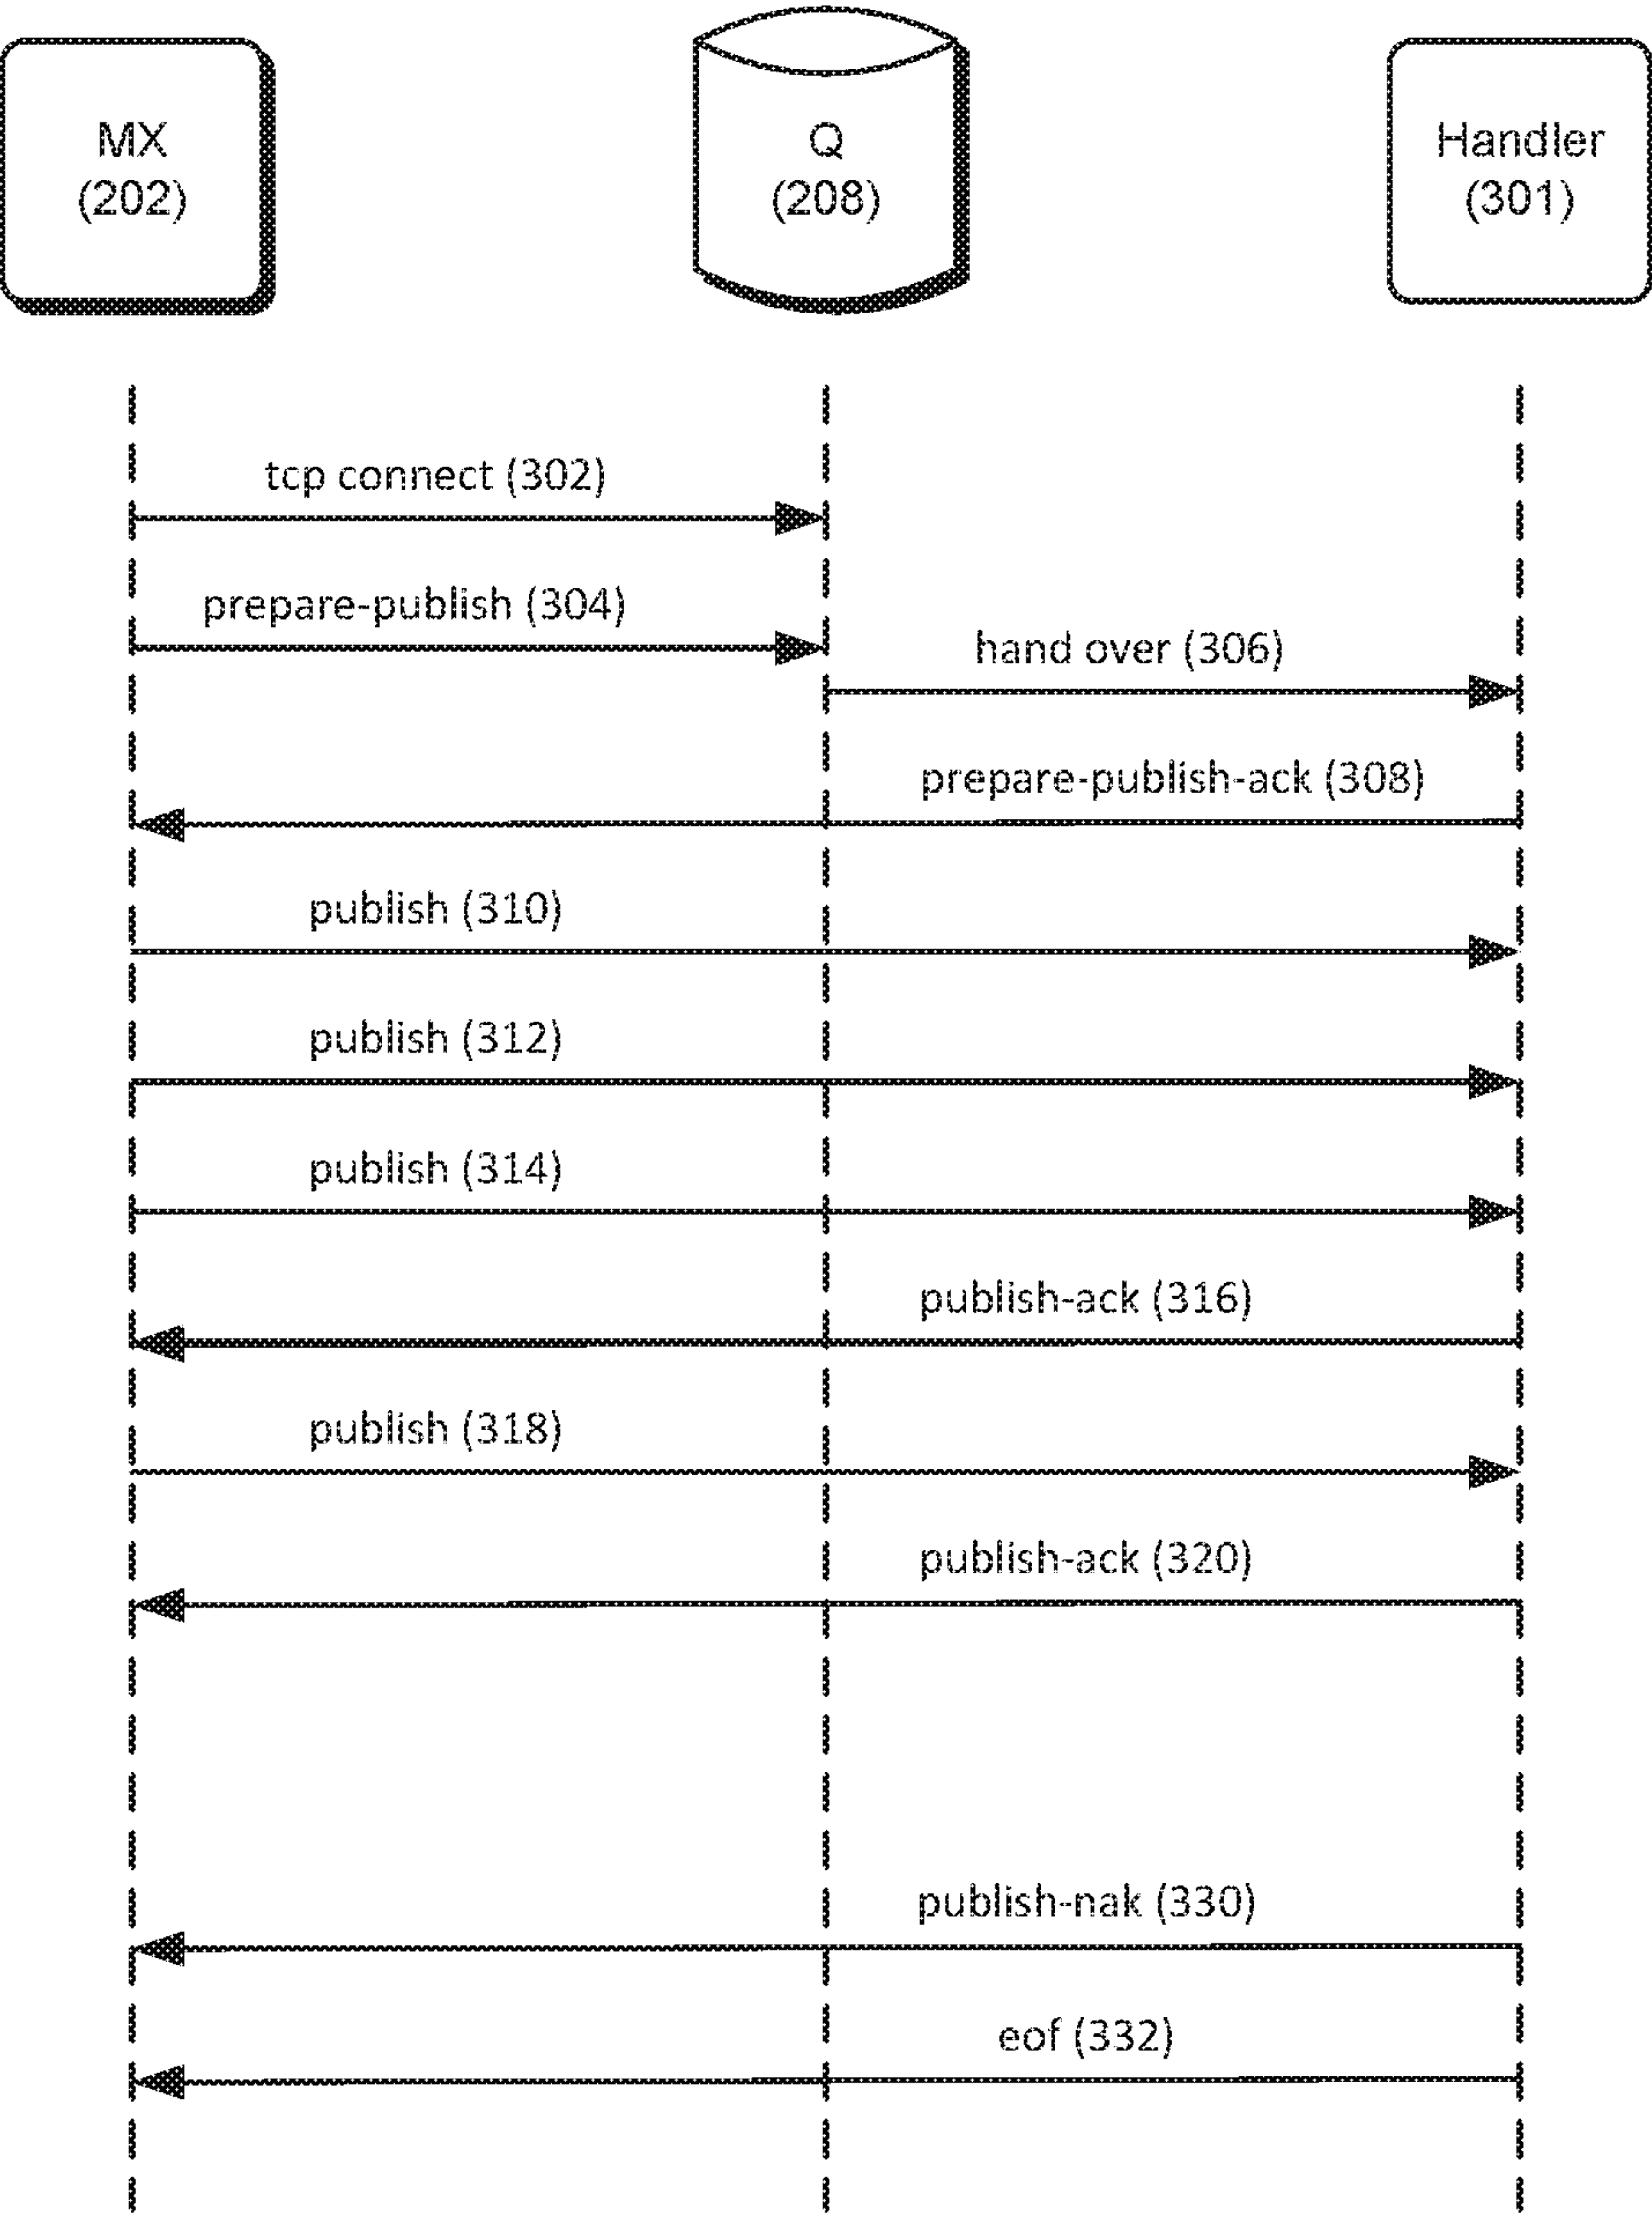 MX
(202)
Q
(208)
Handler
(301)
tcp connect (302)
prepare-publish (304)
hand over (306)
prepare-publish-ack (308)
publish (310)
publish (312)
publish (314)
publish-ack (316)
publish (318)
publish-ack (320)
publish-nak (330)
eof (332)